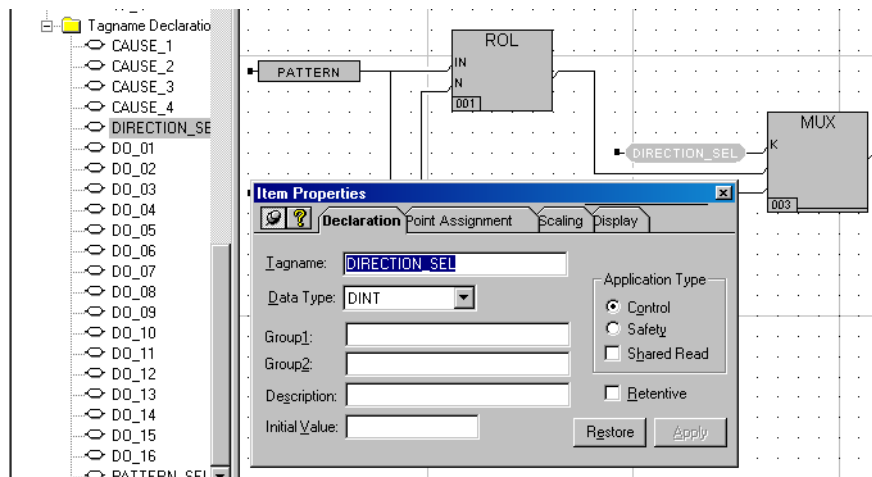 Tagname Declaratio
CAUSE_1
CAUSE_2
CAUSE_3
CAUSE_4
DIRECTION_SE
DO_01
DO_02
DO_03
DO_04
DO_05
DO_06
DO_07
DO_08
DO_09
DO_10
DO_11
DO_12
DO_13
DO_14
DO_15
DO_16
PATTERN_SEL
PATTERN
ROL
IN
N
001
DIRECTION_SEL
MUX
K
003
Item Properties
Declaration Point Assignment Scaling Display
Tagname: DIRECTION_SEL
Data Type: DINT
Group1:
Group2:
Description:
Initial Value:
Application Type
Control
Safety
Shared Read
Retentive
Restore Apply